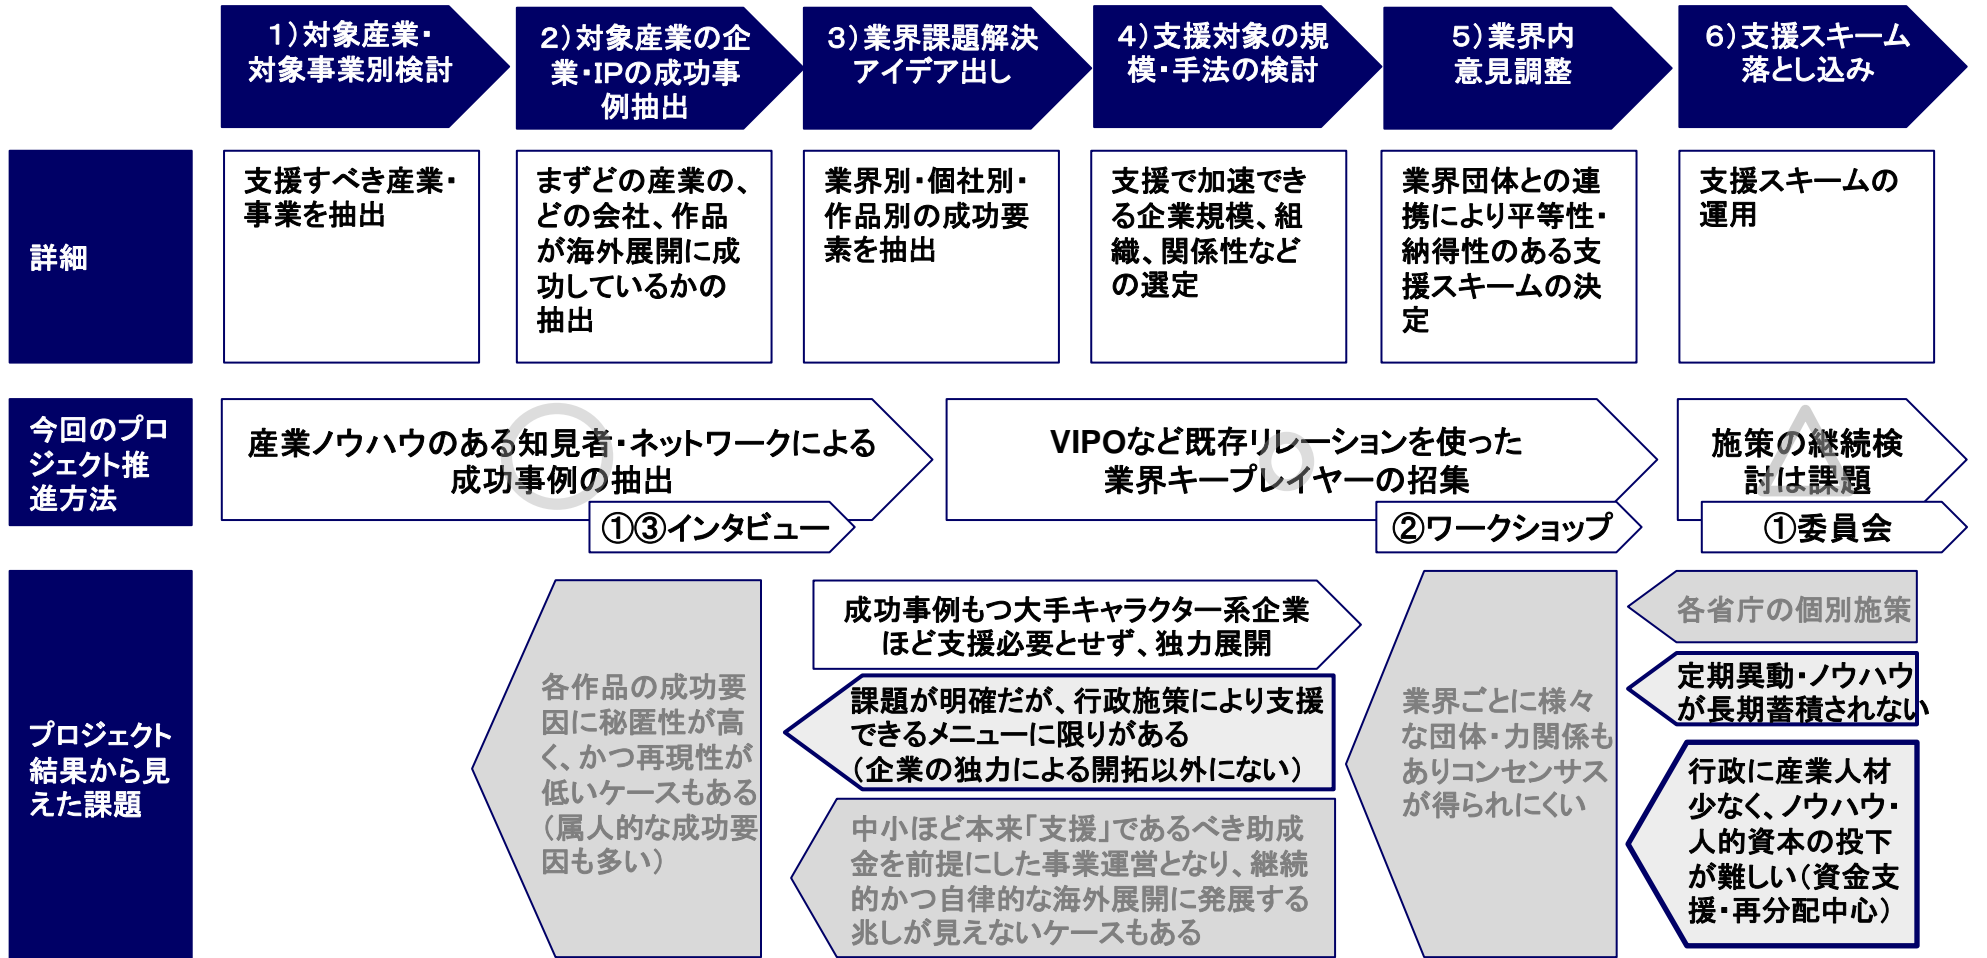 １）対象産業・
対象事業別検討
２）対象産業の企
業・IPの成功事
例抽出
３）業界課題解決
アイデア出し
４）支援対象の規
模・手法の検討
５）業界内
意見調整
６）支援スキーム
落とし込み
詳細
支援すべき産業・
事業を抽出
まずどの産業の、
どの会社、作品
が海外展開に成
功しているかの
抽出
業界別・個社別・
作品別の成功要
素を抽出
支援で加速でき
る企業規模、組
織、関係性など
の選定
業界団体との連
携により平等性・
納得性のある支
援スキームの決
定
支援スキームの
運用
今回のプロ
ジェクト推
進方法
産業ノウハウのある知見者・ネットワークによる
成功事例の抽出
①③インタビュー
VIPOなど既存リレーションを使った
業界キープレイヤーの招集
②ワークショップ
施策の継続検
討は課題
①委員会
プロジェクト
結果から見
えた課題
各作品の成功要
因に秘匿性が高
く、かつ再現性が
低いケースもある
（属人的な成功要
因も多い）
成功事例もつ大手キャラクター系企業
ほど支援必要とせず、独力展開
課題が明確だが、行政施策により支援
できるメニューに限りがある
（企業の独力による開拓以外にない）
中小ほど本来「支援」であるべき助成
金を前提にした事業運営となり、継続
的かつ自律的な海外展開に発展する
兆しが見えないケースもある
業界ごとに様々
な団体・力関係も
ありコンセンサス
が得られにくい
各省庁の個別施策
定期異動・ノウハウ
が長期蓄積されない
行政に産業人材
少なく、ノウハウ・
人的資本の投下
が難しい（資金支
援・再分配中心）